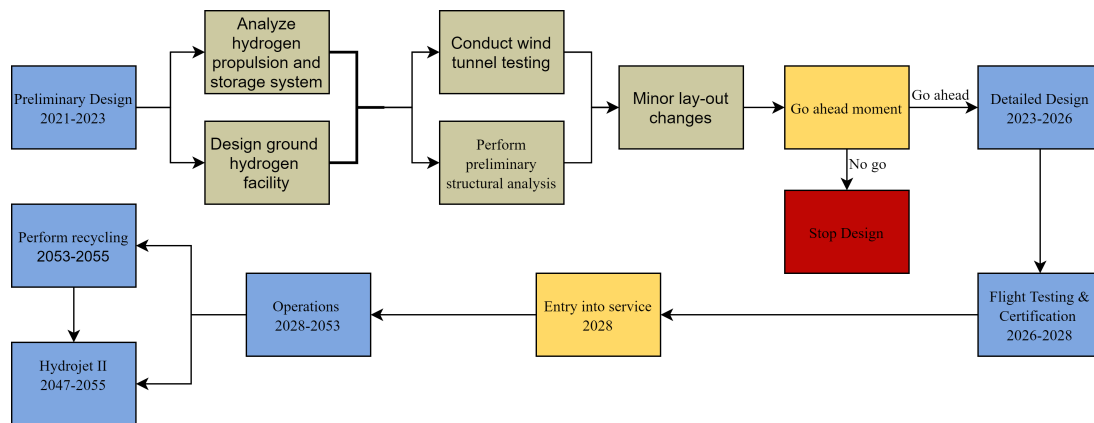 Preliminary Design
2021-2023
Analyze
hydrogen
propulsion and
storage system
Design ground
hydrogen
facility
Conduct wind
tunnel testing
Perform
preliminary
structural analysis
Minor lay-out
changes
Go ahead moment
Go ahead
No go
Stop Design
Detailed Design
2023-2026
Flight Testing &
Certification
2026-2028
Entry into service
2028
Operations
2028-2053
Perform recycling
2053-2055
Hydrojet II
2047-2055